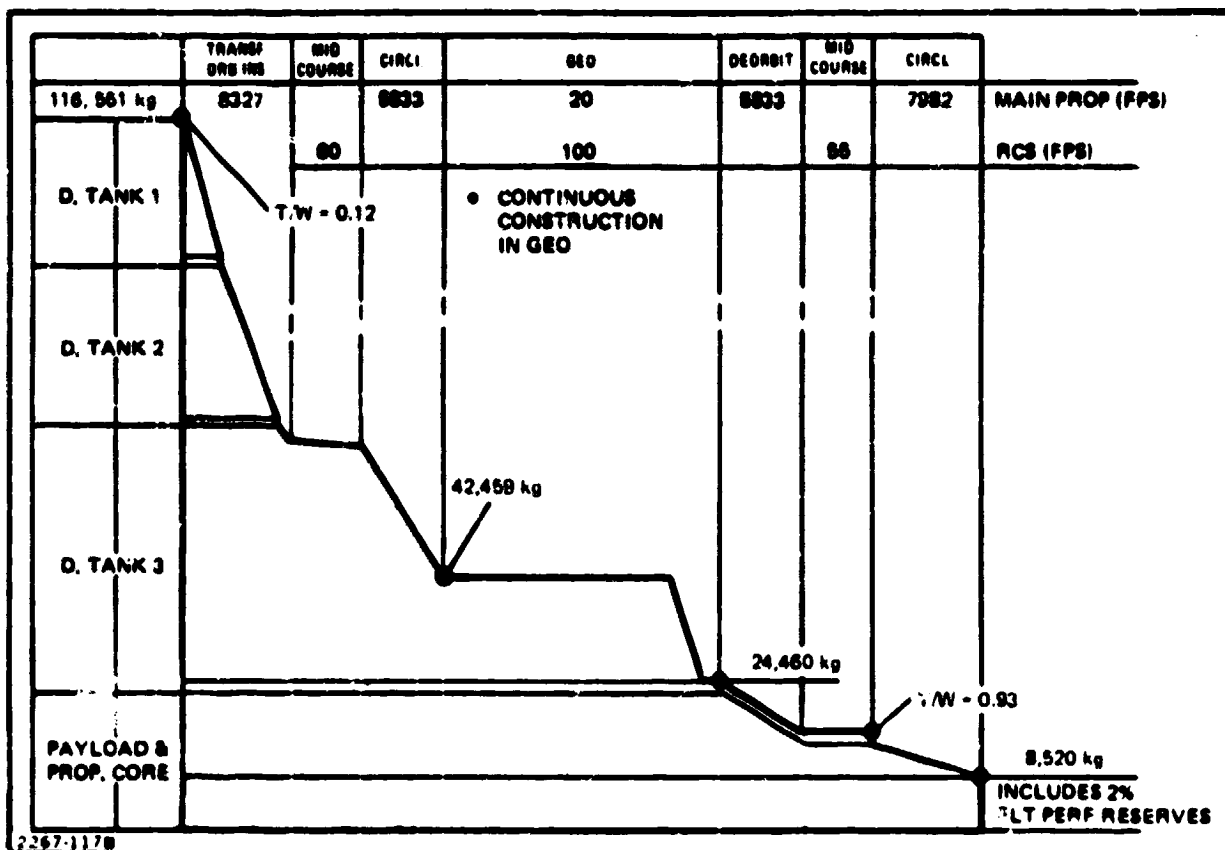 TRANSF
ORB INS
MID
COURSE
CIRCL
GEO
DEORBIT
MID
COURSE
CIRCL
116,561 kg
8327
20
7982
MAIN PROP (FPS)
60
100
RCS (FPS)
D. TANK 1
T/W = 0.12
• CONTINUOUS
CONSTRUCTION
IN GEO
D. TANK 2
42,459 kg
D. TANK 3
24,460 kg
T/W = 0.93
PAYLOAD &
PROP. CORE
8,520 kg
INCLUDES 2%
FLT PERF RESERVES
2267-117B